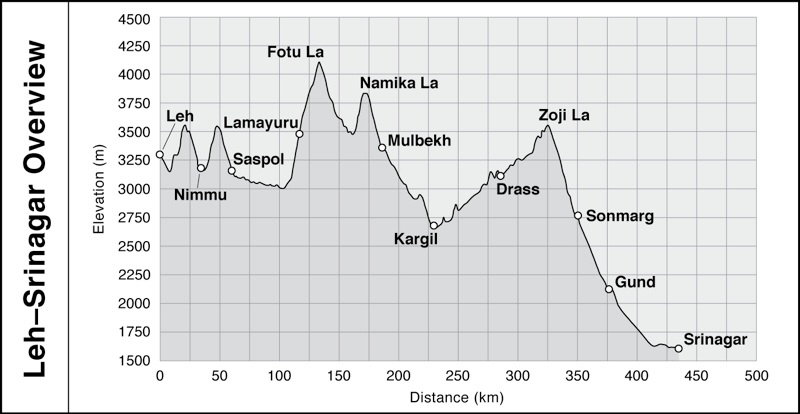 Leh–Srinagar Overview
Elevation (m)
4500
4250
4000
3750
3500
3250
3000
2750
2500
2250
2000
1750
1500
Leh
Nimmu
Saspol
Lamayuru
Fotu La
Namika La
Mulbekh
Kargil
Drass
Zoji La
Sonmarg
Gund
Srinagar
0 50 100 150 200 250 300 350 400 450 500
Distance (km)